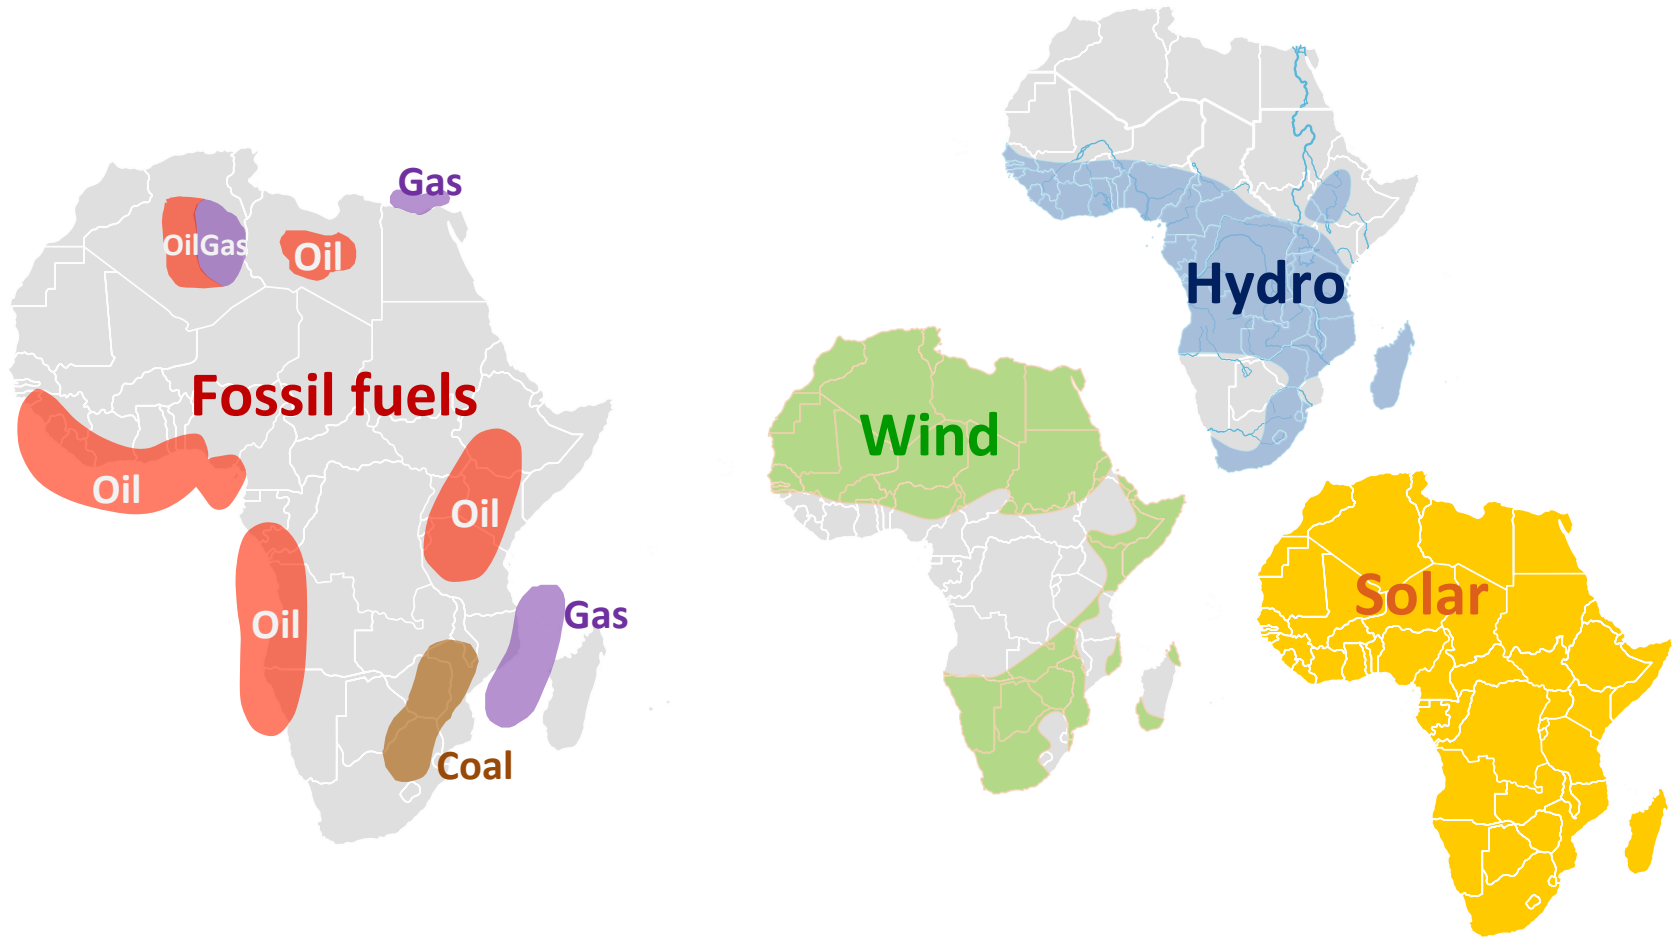 Gas
OilGas
Oil
Fossil fuels
Oil
Oil
Oil
Gas
Coal
Hydro
Wind
Solar